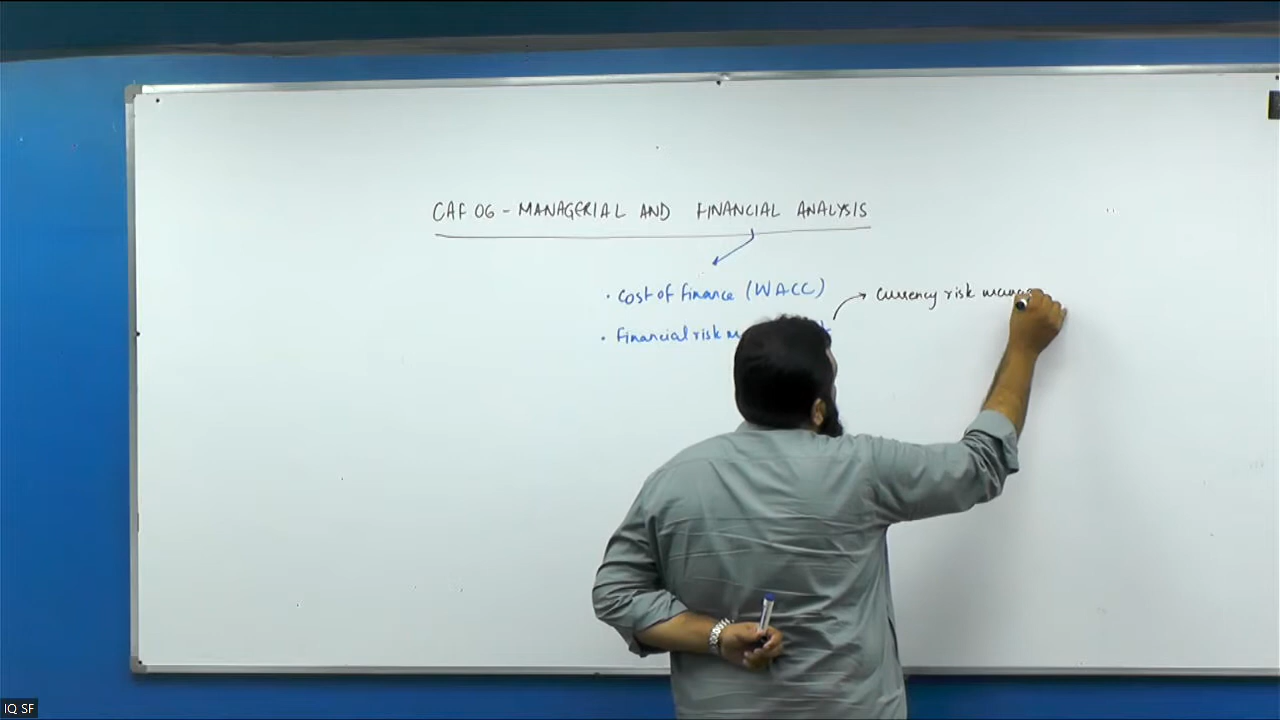 CAF 06 - MANAGERIAL AND FINANCIAL ANALYSIS
• Cost of finance (WACC)
→ Currency risk
• Financial risk
IQ SF